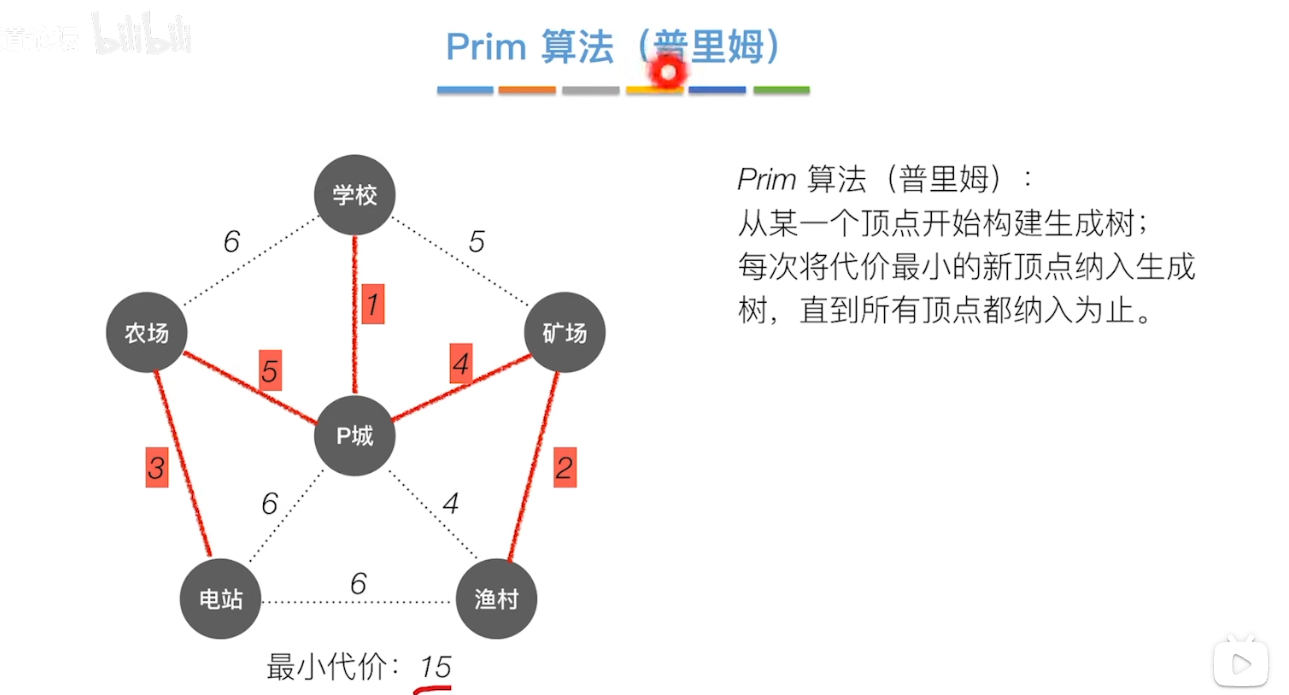 bilibili
Prim 算法（普里姆）
学校
6
5
1
农场
矿场
5
4
P城
3
2
6
4
电站
6
渔村
最小代价：15
Prim 算法（普里姆）：
从某一个顶点开始构建生成树；
每次将代价最小的新顶点纳入生成
树，直到所有顶点都纳入为止。